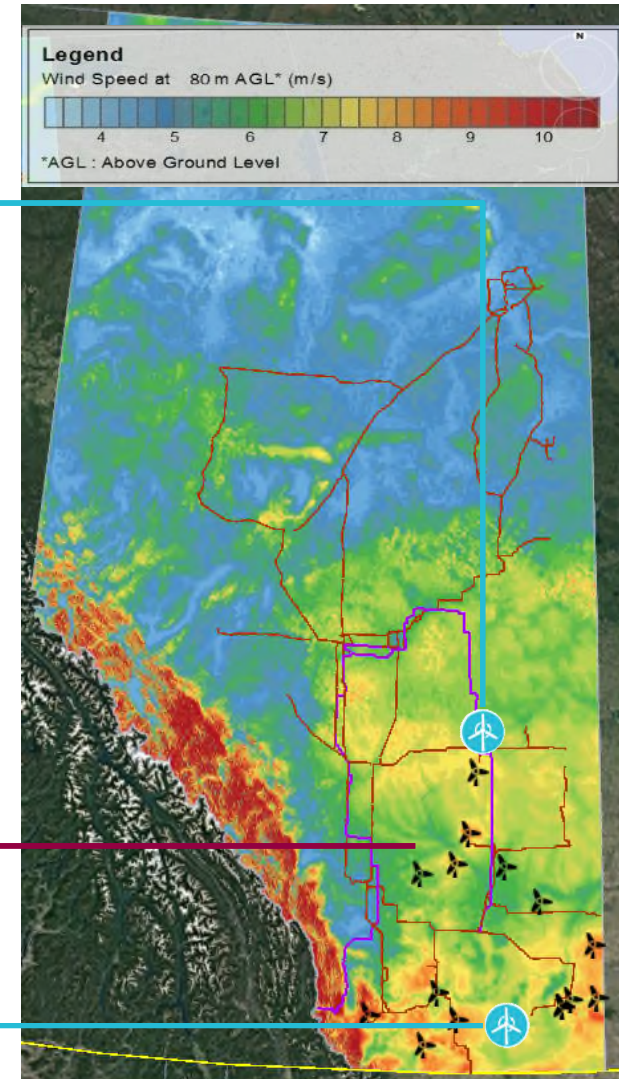 N
Legend
Wind Speed at 80 m AGL* (m/s)
4 5 6 7 8 9 10
*AGL : Above Ground Level